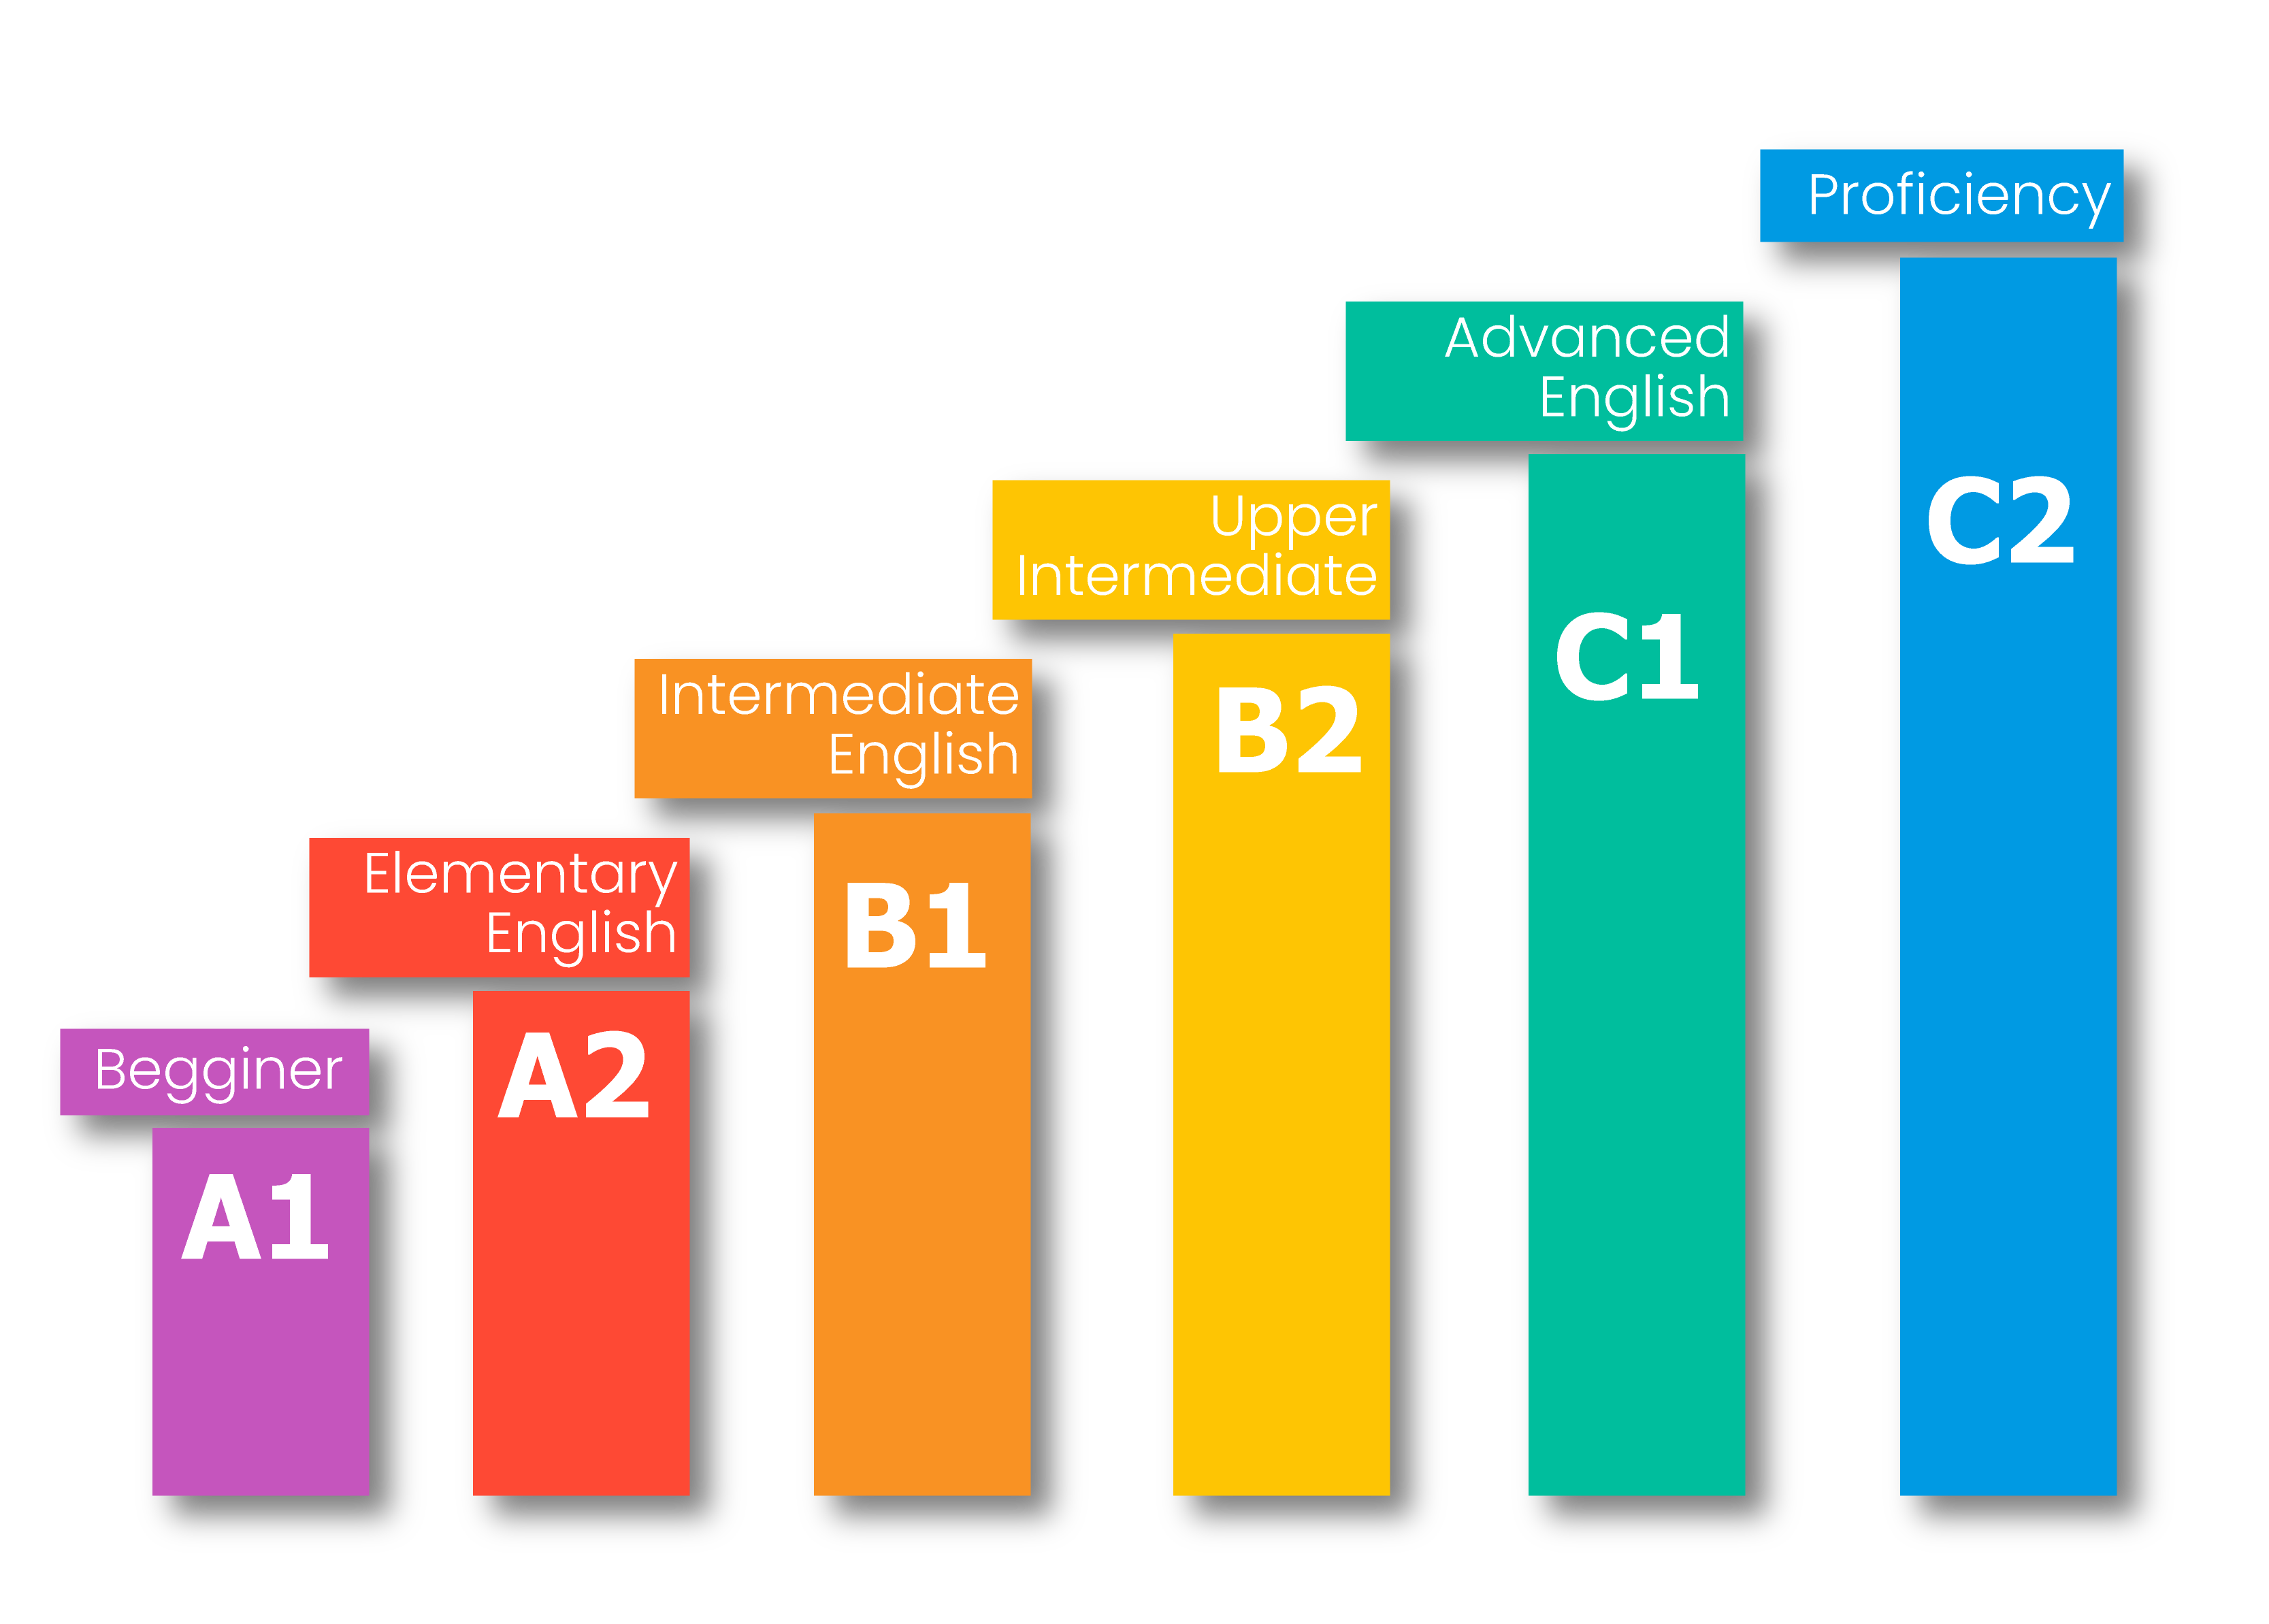 Begginer
A1
Elementary
English
A2
Intermediate
English
B1
Upper
Intermediate
B2
Advanced
English
C1
Proficiency
C2